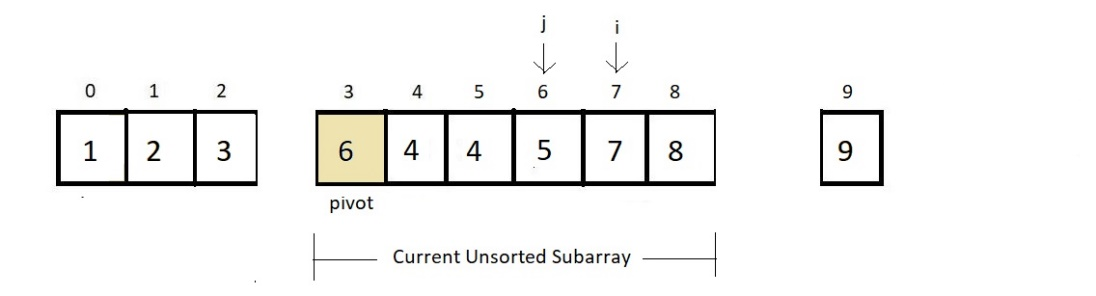 j i
0 1 2 3 4 5 6 7 8 9
1 2 3 6 4 4 5 7 8 9
pivot
Current Unsorted Subarray